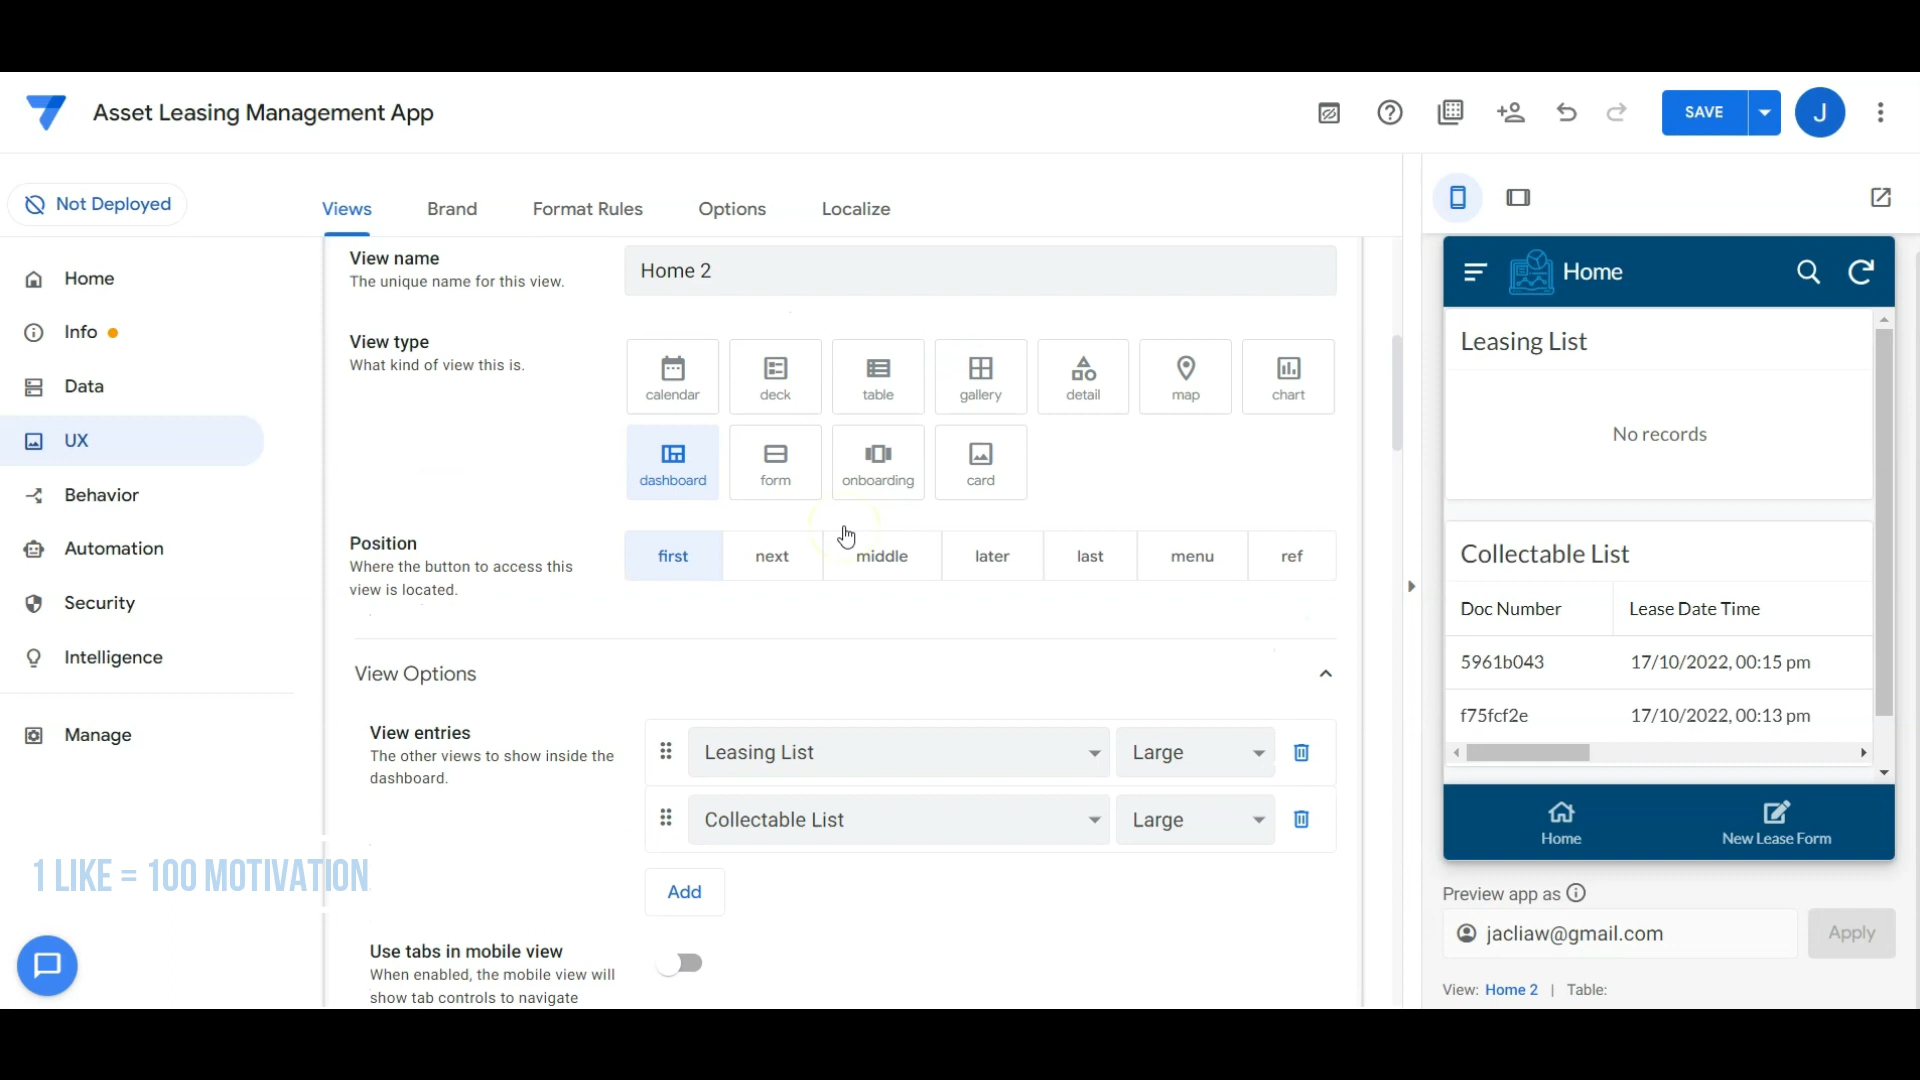 Asset Leasing Management App
SAVE
J
Not Deployed
Views
Brand
Format Rules
Options
Localize
Home
Info
Data
UX
Behavior
Automation
Security
Intelligence
Manage
View name
The unique name for this view.
Home 2
View type
What kind of view this is.
calendar
deck
table
gallery
detail
map
chart
dashboard
form
onboarding
card
Position
Where the button to access this
view is located.
first
next
middle
later
last
menu
ref
View Options
View entries
The other views to show inside the
dashboard.
Leasing List
Large
Collectable List
Large
Add
Use tabs in mobile view
When enabled, the mobile view will
show tab controls to navigate
1 LIKE = 100 MOTIVATION
Home
Leasing List
No records
Collectable List
Doc Number
Lease Date Time
5961b043
17/10/2022, 00:15 pm
f75fcf2e
17/10/2022, 00:13 pm
Home
New Lease Form
Preview app as
jacliaw@gmail.com
Apply
View: Home 2 | Table: